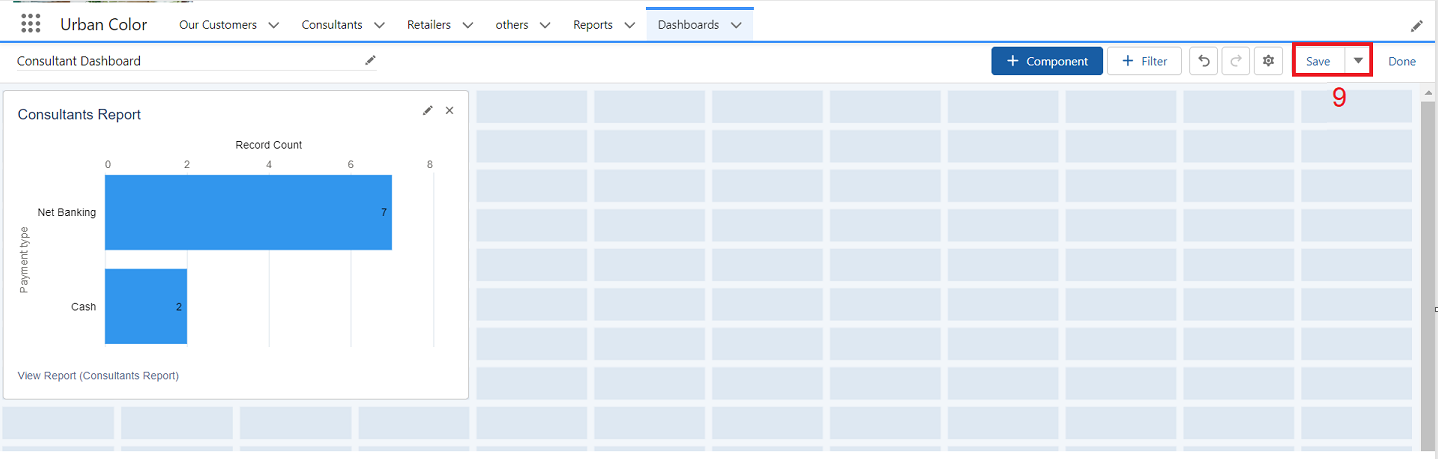 Urban Color Our Customers Consultants Retailers others Reports Dashboards
Consultant Dashboard + Component + Filter Save Done
9
Consultants Report
Record Count
0 2 4 6 8
Net Banking 7
Payment type
Cash 2
View Report (Consultants Report)